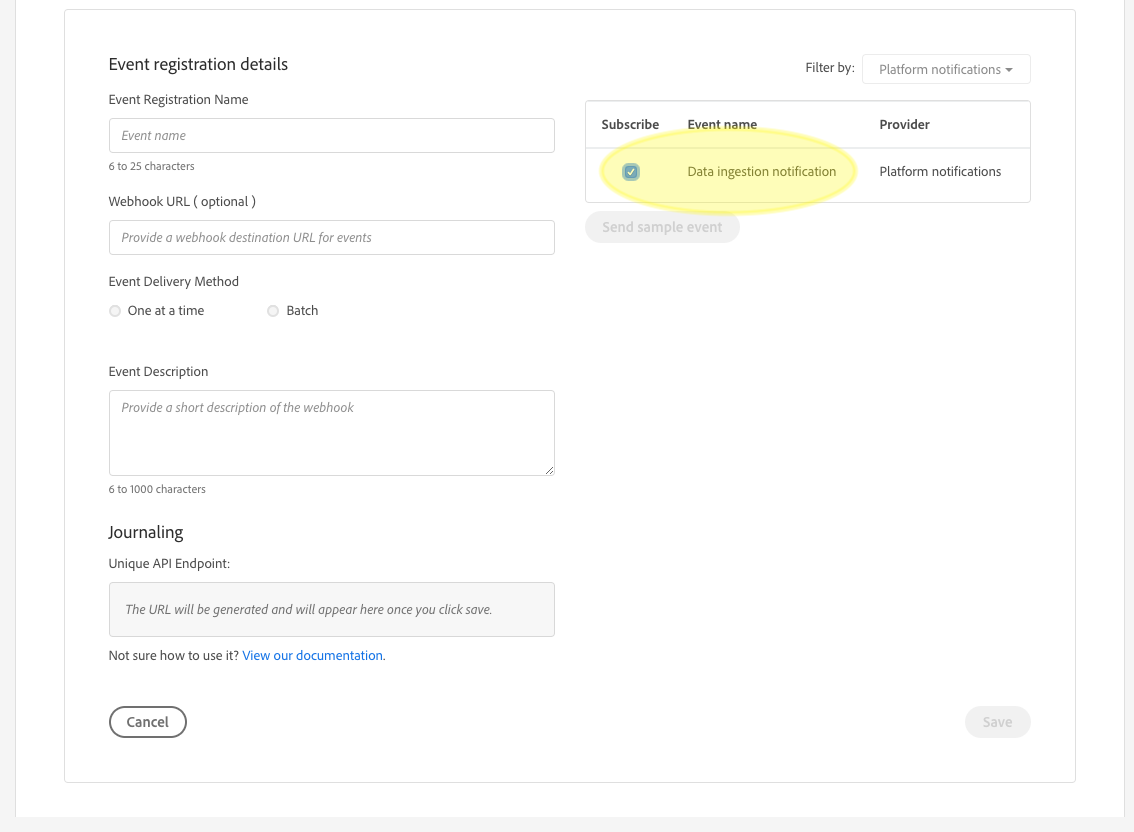 Event registration details
Event Registration Name
Event name
6 to 25 characters
Webhook URL ( optional )
Provide a webhook destination URL for events
Event Delivery Method
One at a time Batch
Event Description
Provide a short description of the webhook
6 to 1000 characters
Journaling
Unique API Endpoint:
The URL will be generated and will appear here once you click save.
Not sure how to use it? View our documentation.
Cancel
Filter by: Platform notifications
Subscribe Event name Provider
Data ingestion notification Platform notifications
Send sample event
Save